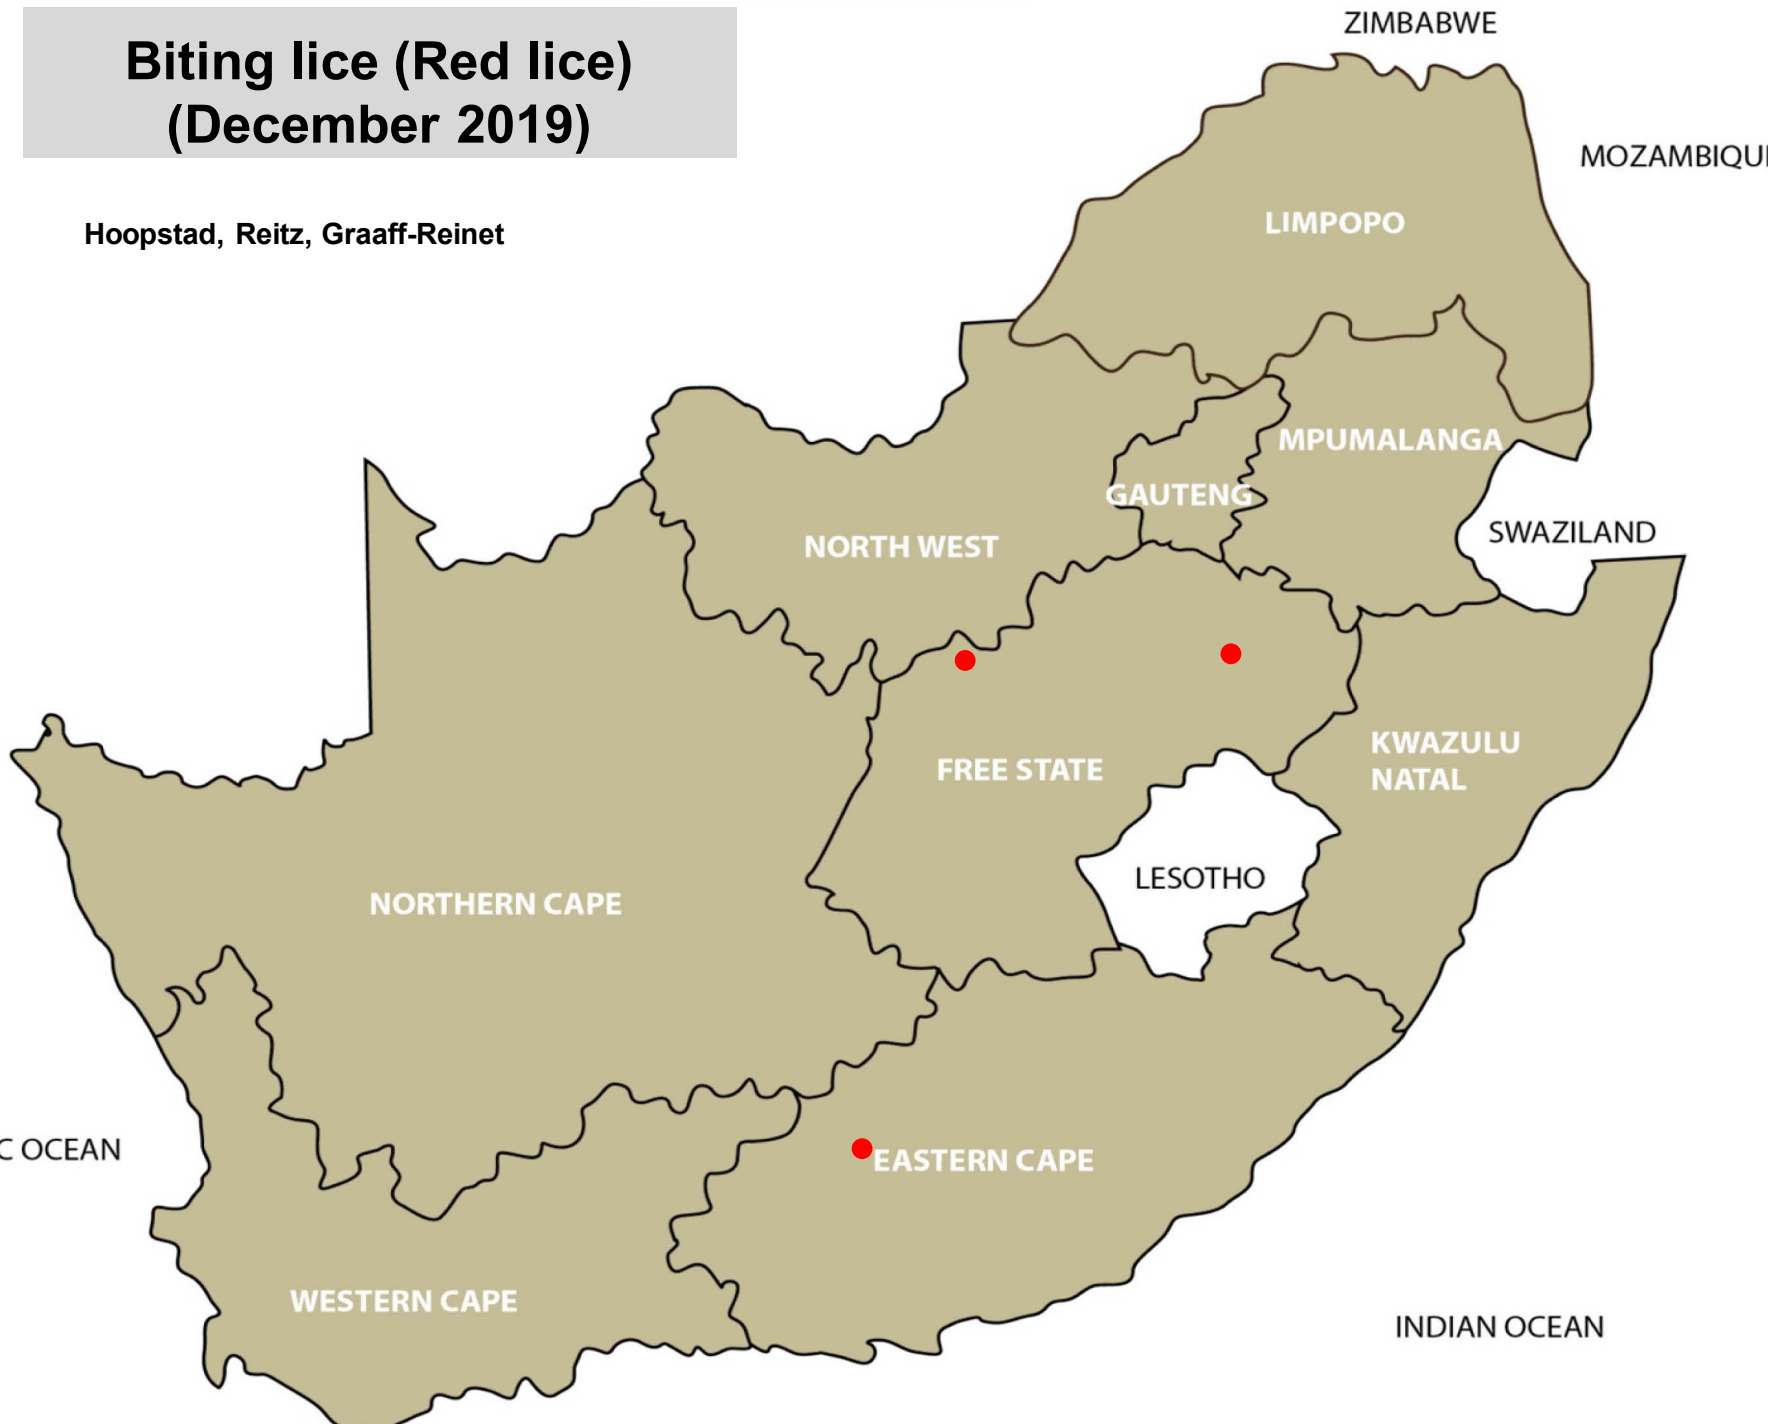 Biting lice (Red lice)
(December 2019)
Hoopstad, Reitz, Graaff-Reinet
ZIMBABWE
MOZAMBIQU
LIMPOPO
MPUMALANGA
GAUTENG
NORTH WEST
SWAZILAND
KWAZULU
NATAL
FREE STATE
LESOTHO
NORTHERN CAPE
C OCEAN
EASTERN CAPE
WESTERN CAPE
INDIAN OCEAN